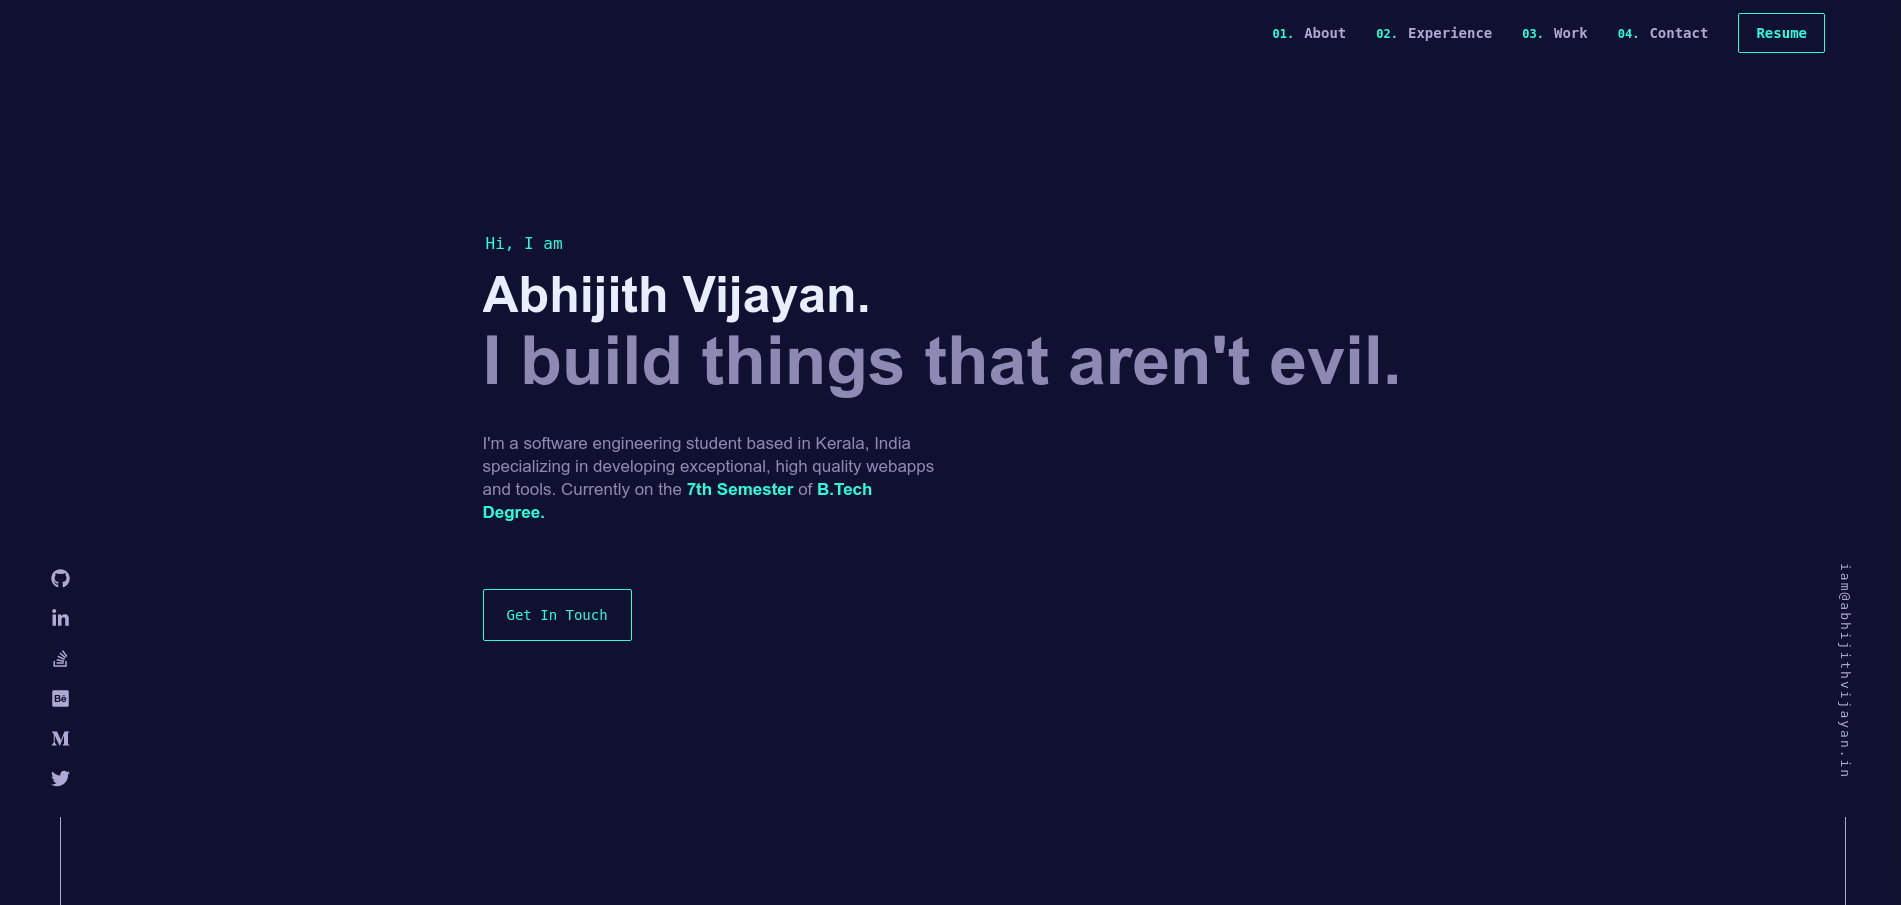 01. About 02. Experience 03. Work 04. Contact Resume
Hi, I am
Abhijith Vijayan.
I build things that aren't evil.
I'm a software engineering student based in Kerala, India
specializing in developing exceptional, high quality webapps
and tools. Currently on the 7th Semester of B.Tech
Degree.
Get In Touch
Bē
M
iam@abhijithvijayan.in